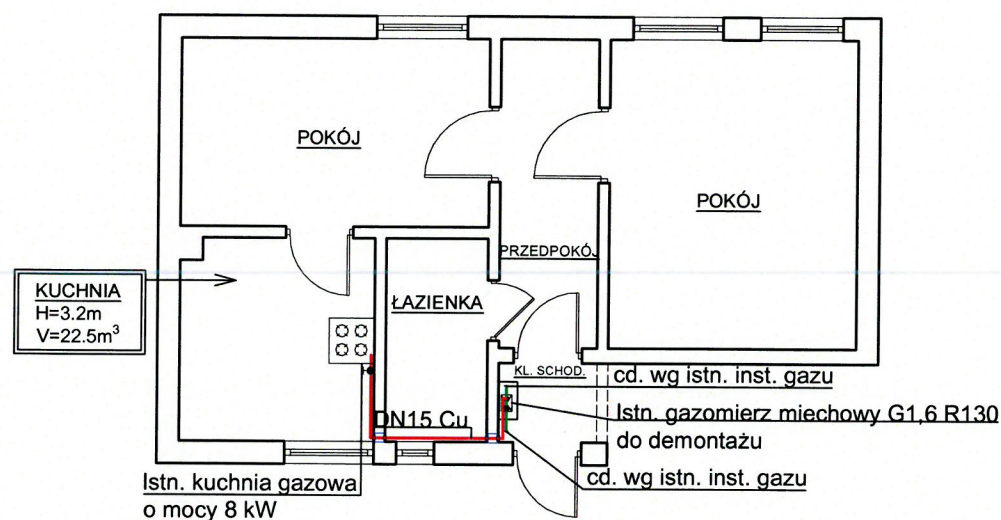 POKÓJ
POKÓJ
PRZEDPOKÓJ
KUCHNIA
H=3.2m
V=22.5m³
ŁAZIENKA
KL. SCHOD.
cd. wg istn. inst. gazu
Istn. gazomierz miechowy G1,6 R130
do demontażu
DN15 Cu
cd. wg istn. inst. gazu
Istn. kuchnia gazowa
o mocy 8 kW